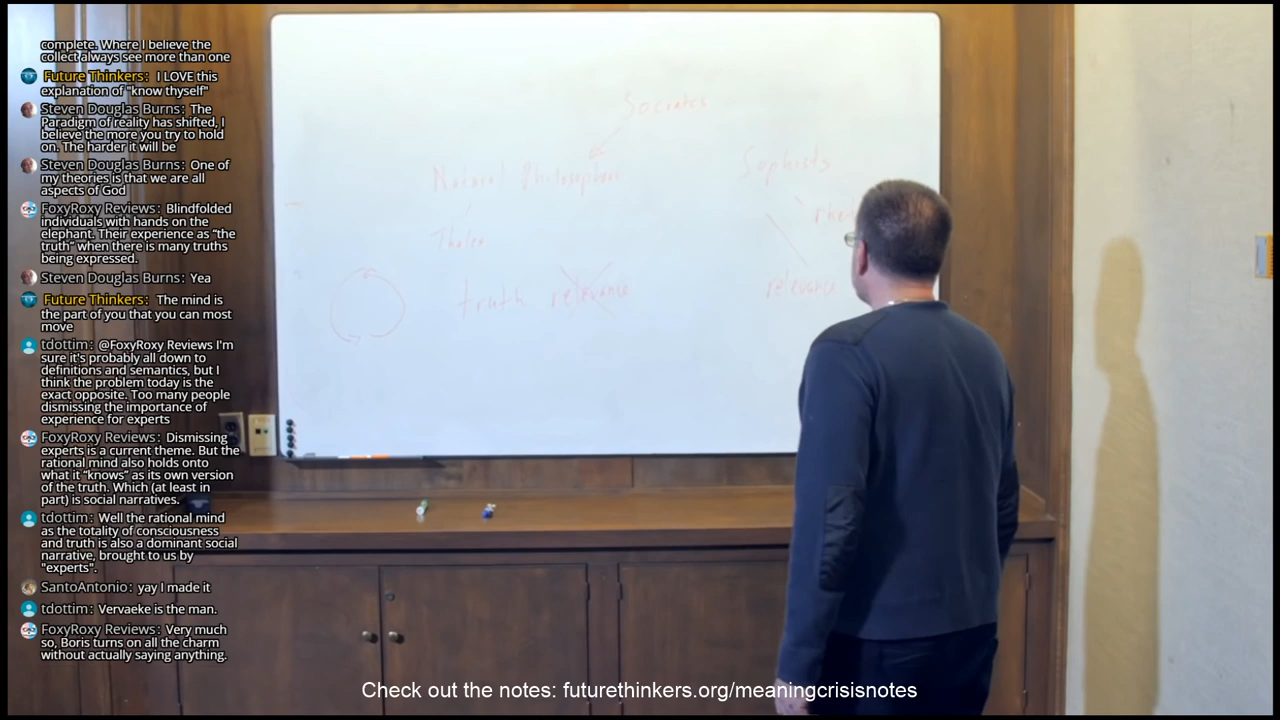 complete. Where I believe the
collect always see more than one
Future Thinkers: I LOVE this
explanation of "know thyself"
Steven Douglas Burns: The
Paradigm of reality has shifted, I
believe the more you try to hold
on. The harder it will be
Steven Douglas Burns: One of
my theories is that we are all
aspects of God
FoxyRoxy Reviews: Blindfolded
individuals with hands on the
elephant. Their experience as “the
truth” when there is many truths
being expressed.
Steven Douglas Burns: Yea
Future Thinkers: The mind is
the part of you that you can most
move
tdottim: @FoxyRoxy Reviews I'm
sure it's probably all down to
definitions and semantics, but I
think the problem today is the
exact opposite. Too many people
dismissing the importance of
experience for experts
FoxyRoxy Reviews: Dismissing
experts is a current theme. But the
rational mind also holds onto
what it “knows” as its own version
of the truth. Which (at least in
part) is social narratives.
tdottim: Well the rational mind
as the totality of consciousness
and truth is also a dominant social
narrative, brought to us by
"experts".
SantoAntonio: yay I made it
tdottim: Vervaeke is the man.
FoxyRoxy Reviews: Very much
so, Boris turns on all the charm
without actually saying anything.
Socrates
Natural
Sophists
Thales
truth relevance
relevance
Check out the notes: futurethinkers.org/meaningcrisisnotes